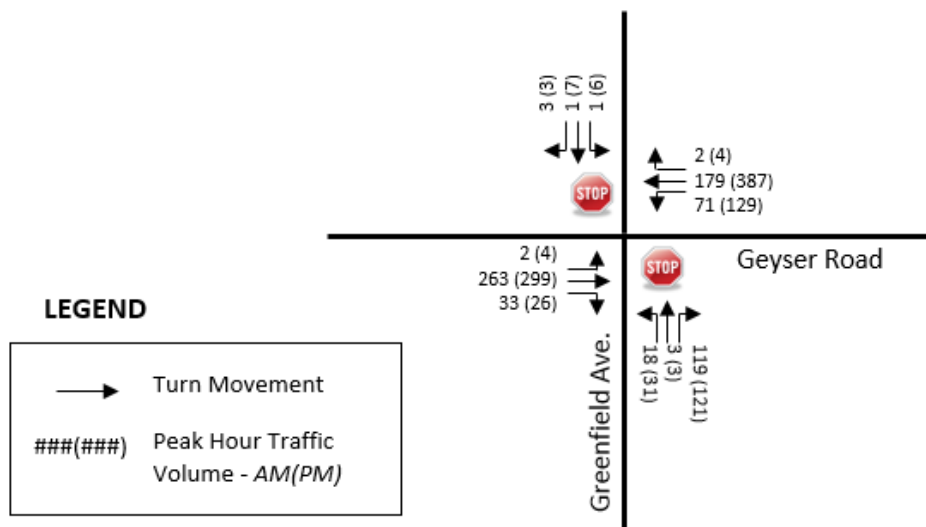 3 (3)
1 (7)
1 (6)
2 (4)
179 (387)
71 (129)
STOP
2 (4)
263 (299)
33 (26)
STOP
Geyser Road
18 (31)
3 (3)
119 (121)
Greenfield Ave.
LEGEND
Turn Movement
###(###) Peak Hour Traffic
Volume - AM(PM)